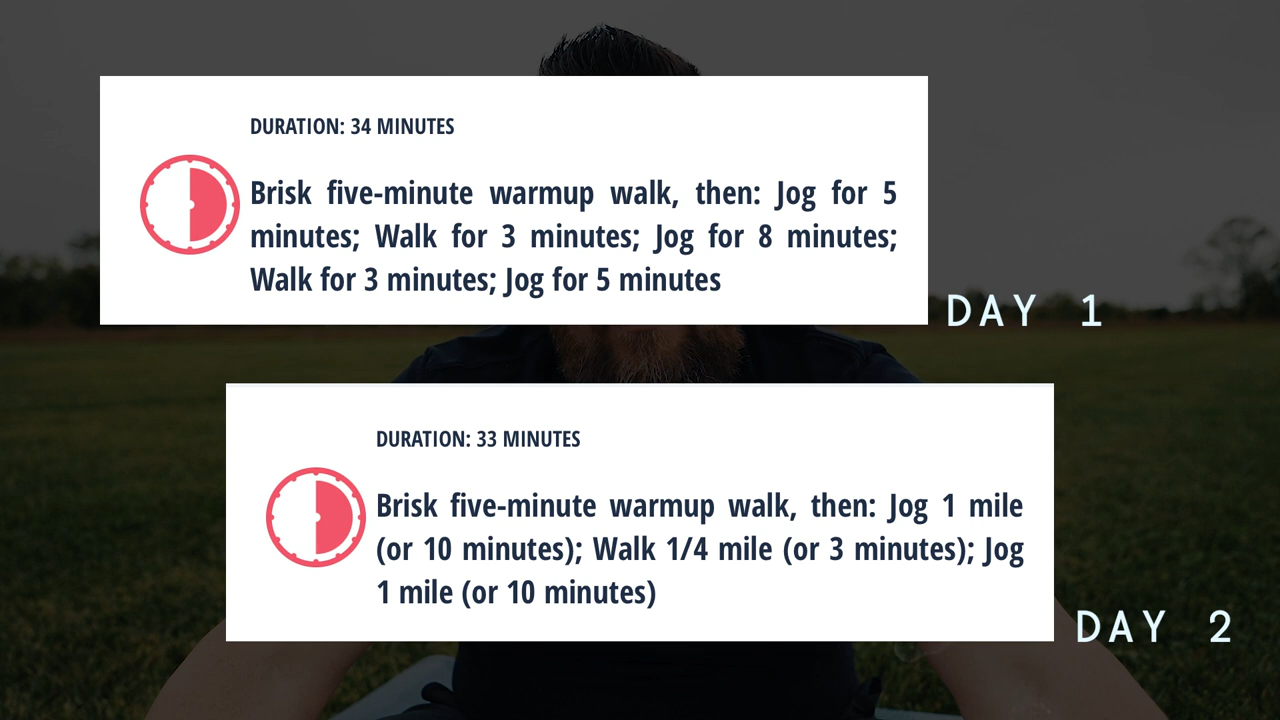 DURATION: 34 MINUTES
Brisk five-minute warmup walk, then: Jog for 5
minutes; Walk for 3 minutes; Jog for 8 minutes;
Walk for 3 minutes; Jog for 5 minutes
DAY 1
DURATION: 33 MINUTES
Brisk five-minute warmup walk, then: Jog 1 mile
(or 10 minutes); Walk 1/4 mile (or 3 minutes); Jog
1 mile (or 10 minutes)
DAY 2